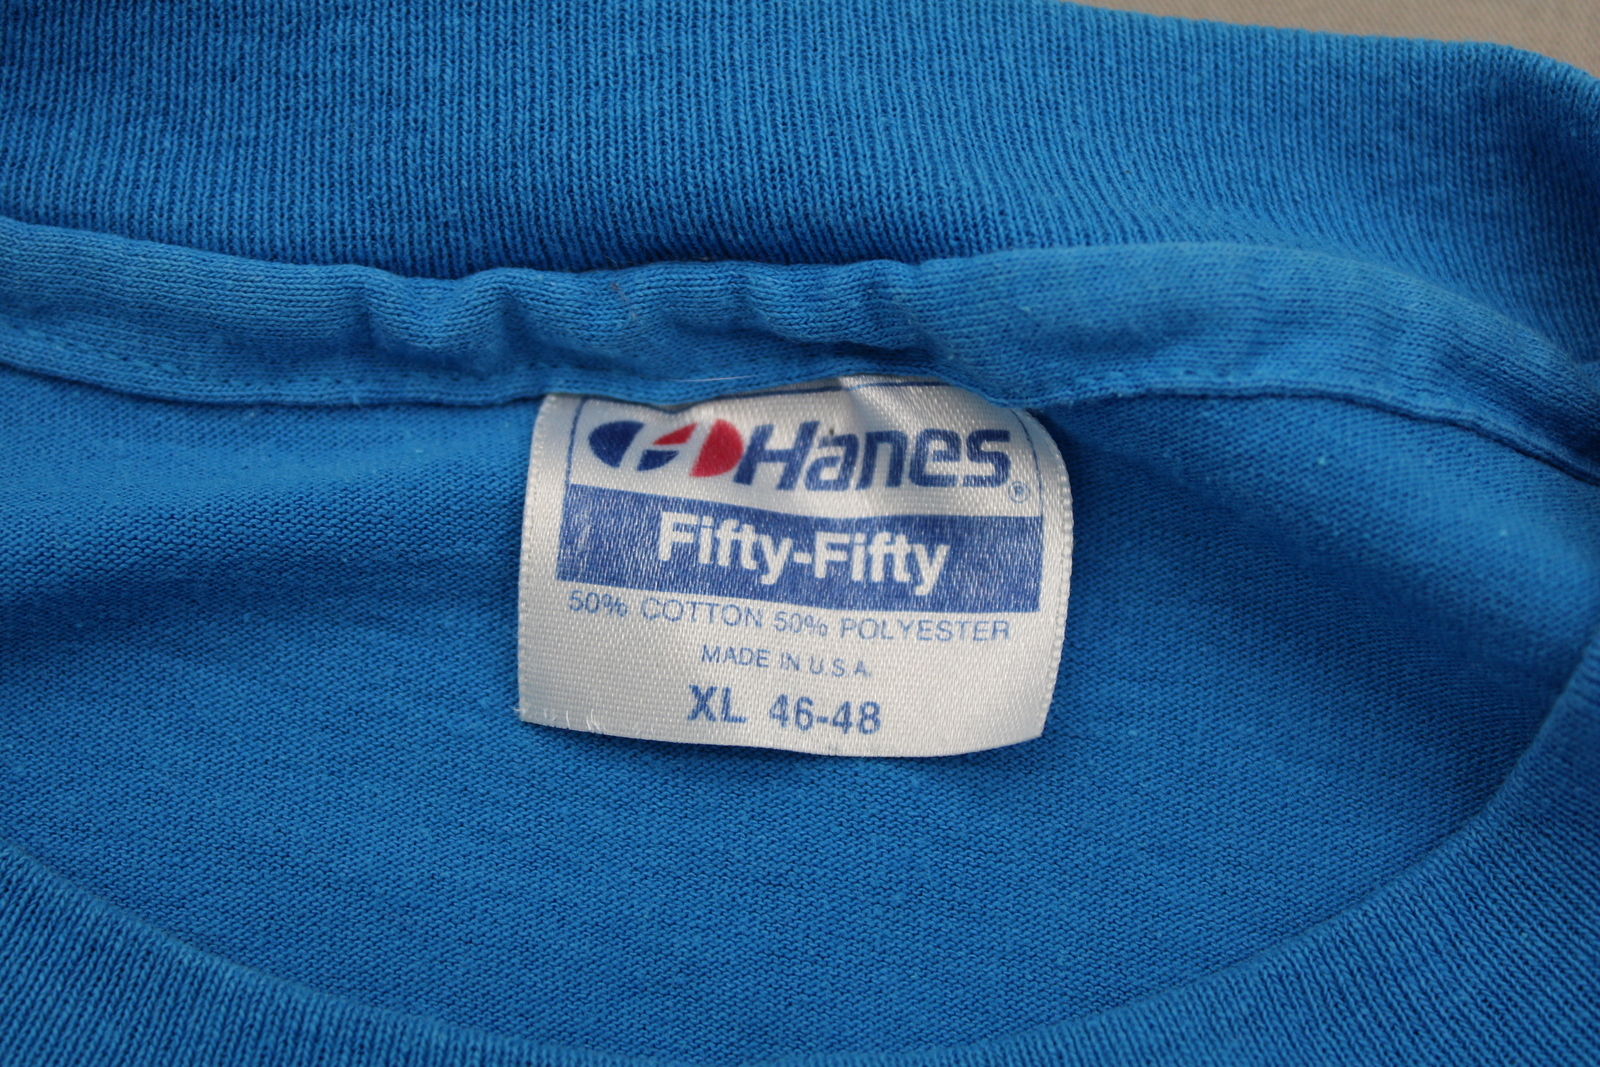 Hanes®
Fifty-Fifty
50% COTTON 50% POLYESTER
MADE IN U.S.A.
XL 46-48